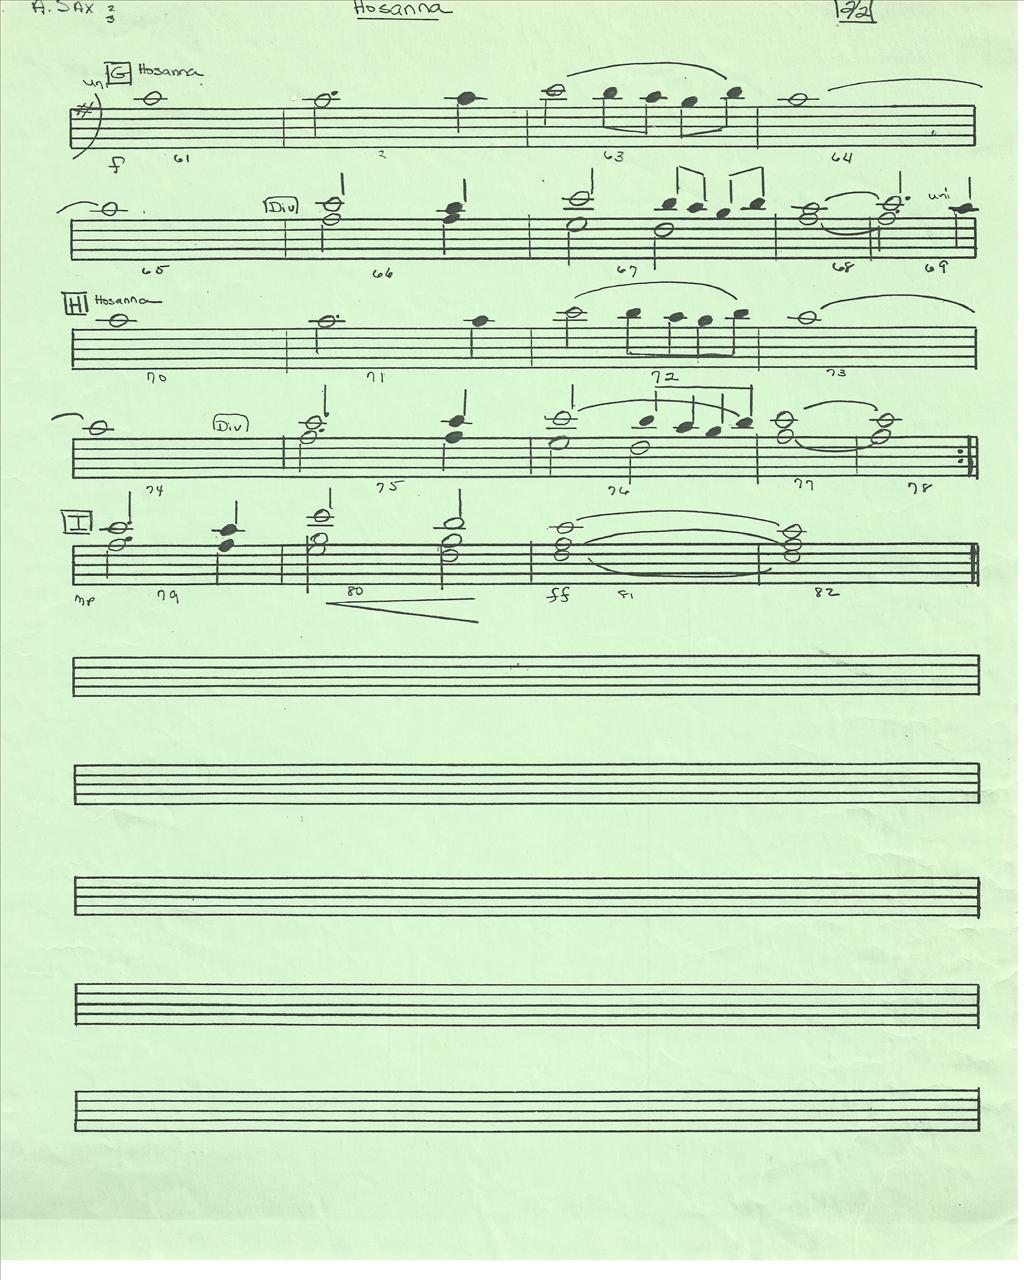 A. SAX 2 3 Hosanna 2/2
uni G Hosanna
f 61 2 63 64
Div uni
65 66 67 68 69
H Hosanna
70 71 72 73
Div
74 75 76 77 78
I
mp 79 80 ff 81 82